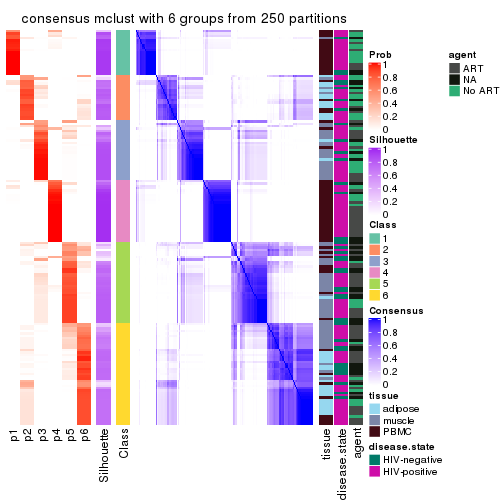 consensus mclust with 6 groups from 250 partitions
Prob
1
0.8
0.6
0.4
0.2
0
agent
ART
NA
No ART
Silhouette
1
0.8
0.6
0.4
0.2
0
Class
1
2
3
4
5
6
Consensus
1
0.8
0.6
0.4
0.2
0
tissue
adipose
muscle
PBMC
disease.state
HIV-negative
HIV-positive
p1
p2
p3
p4
p5
p6
Silhouette
Class
tissue
disease.state
agent